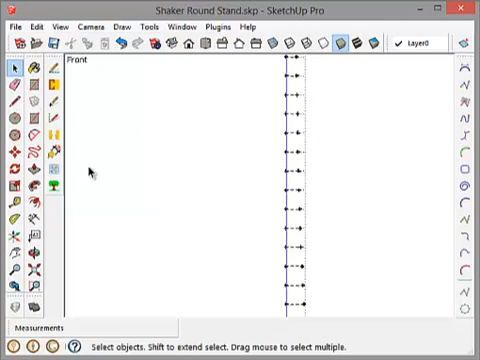 Shaker Round Stand.skp - SketchUp Pro
File Edit View Camera Draw Tools Window Plugins Help
Layer0
Front
Measurements
Select objects. Shift to extend select. Drag mouse to select multiple.